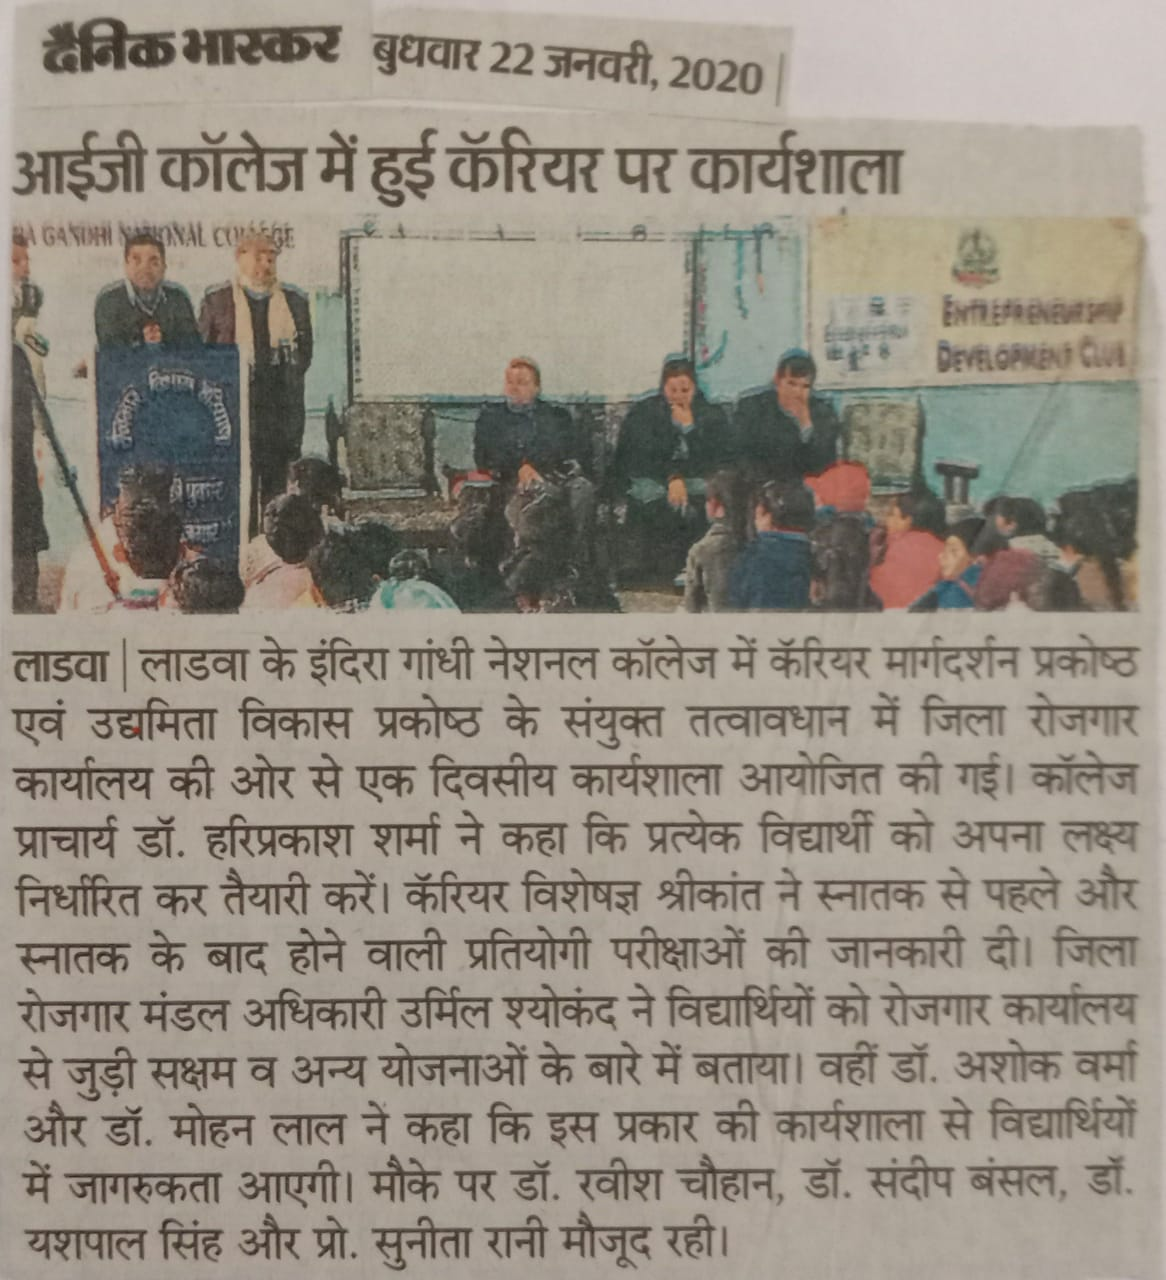 दैनिक भास्कर बुधवार 22 जनवरी, 2020
आईजी कॉलेज में हुई कॅरियर पर कार्यशाला
GANDHI NATIONAL COLLEGE
ENTREPRENEURSHIP
DEVELOPMENT CLUB
लाडवा | लाडवा के इंदिरा गांधी नेशनल कॉलेज में कॅरियर मार्गदर्शन प्रकोष्ठ
एवं उद्यमिता विकास प्रकोष्ठ के संयुक्त तत्वावधान में जिला रोजगार
कार्यालय की ओर से एक दिवसीय कार्यशाला आयोजित की गई। कॉलेज
प्राचार्य डॉ. हरिप्रकाश शर्मा ने कहा कि प्रत्येक विद्यार्थी को अपना लक्ष्य
निर्धारित कर तैयारी करें। कॅरियर विशेषज्ञ श्रीकांत ने स्नातक से पहले और
स्नातक के बाद होने वाली प्रतियोगी परीक्षाओं की जानकारी दी। जिला
रोजगार मंडल अधिकारी उर्मिल श्योकंद ने विद्यार्थियों को रोजगार कार्यालय
से जुड़ी सक्षम व अन्य योजनाओं के बारे में बताया। वहीं डॉ. अशोक वर्मा
और डॉ. मोहन लाल ने कहा कि इस प्रकार की कार्यशाला से विद्यार्थियों
में जागरुकता आएगी। मौके पर डॉ. रवीश चौहान, डॉ. संदीप बंसल, डॉ.
यशपाल सिंह और प्रो. सुनीता रानी मौजूद रही।